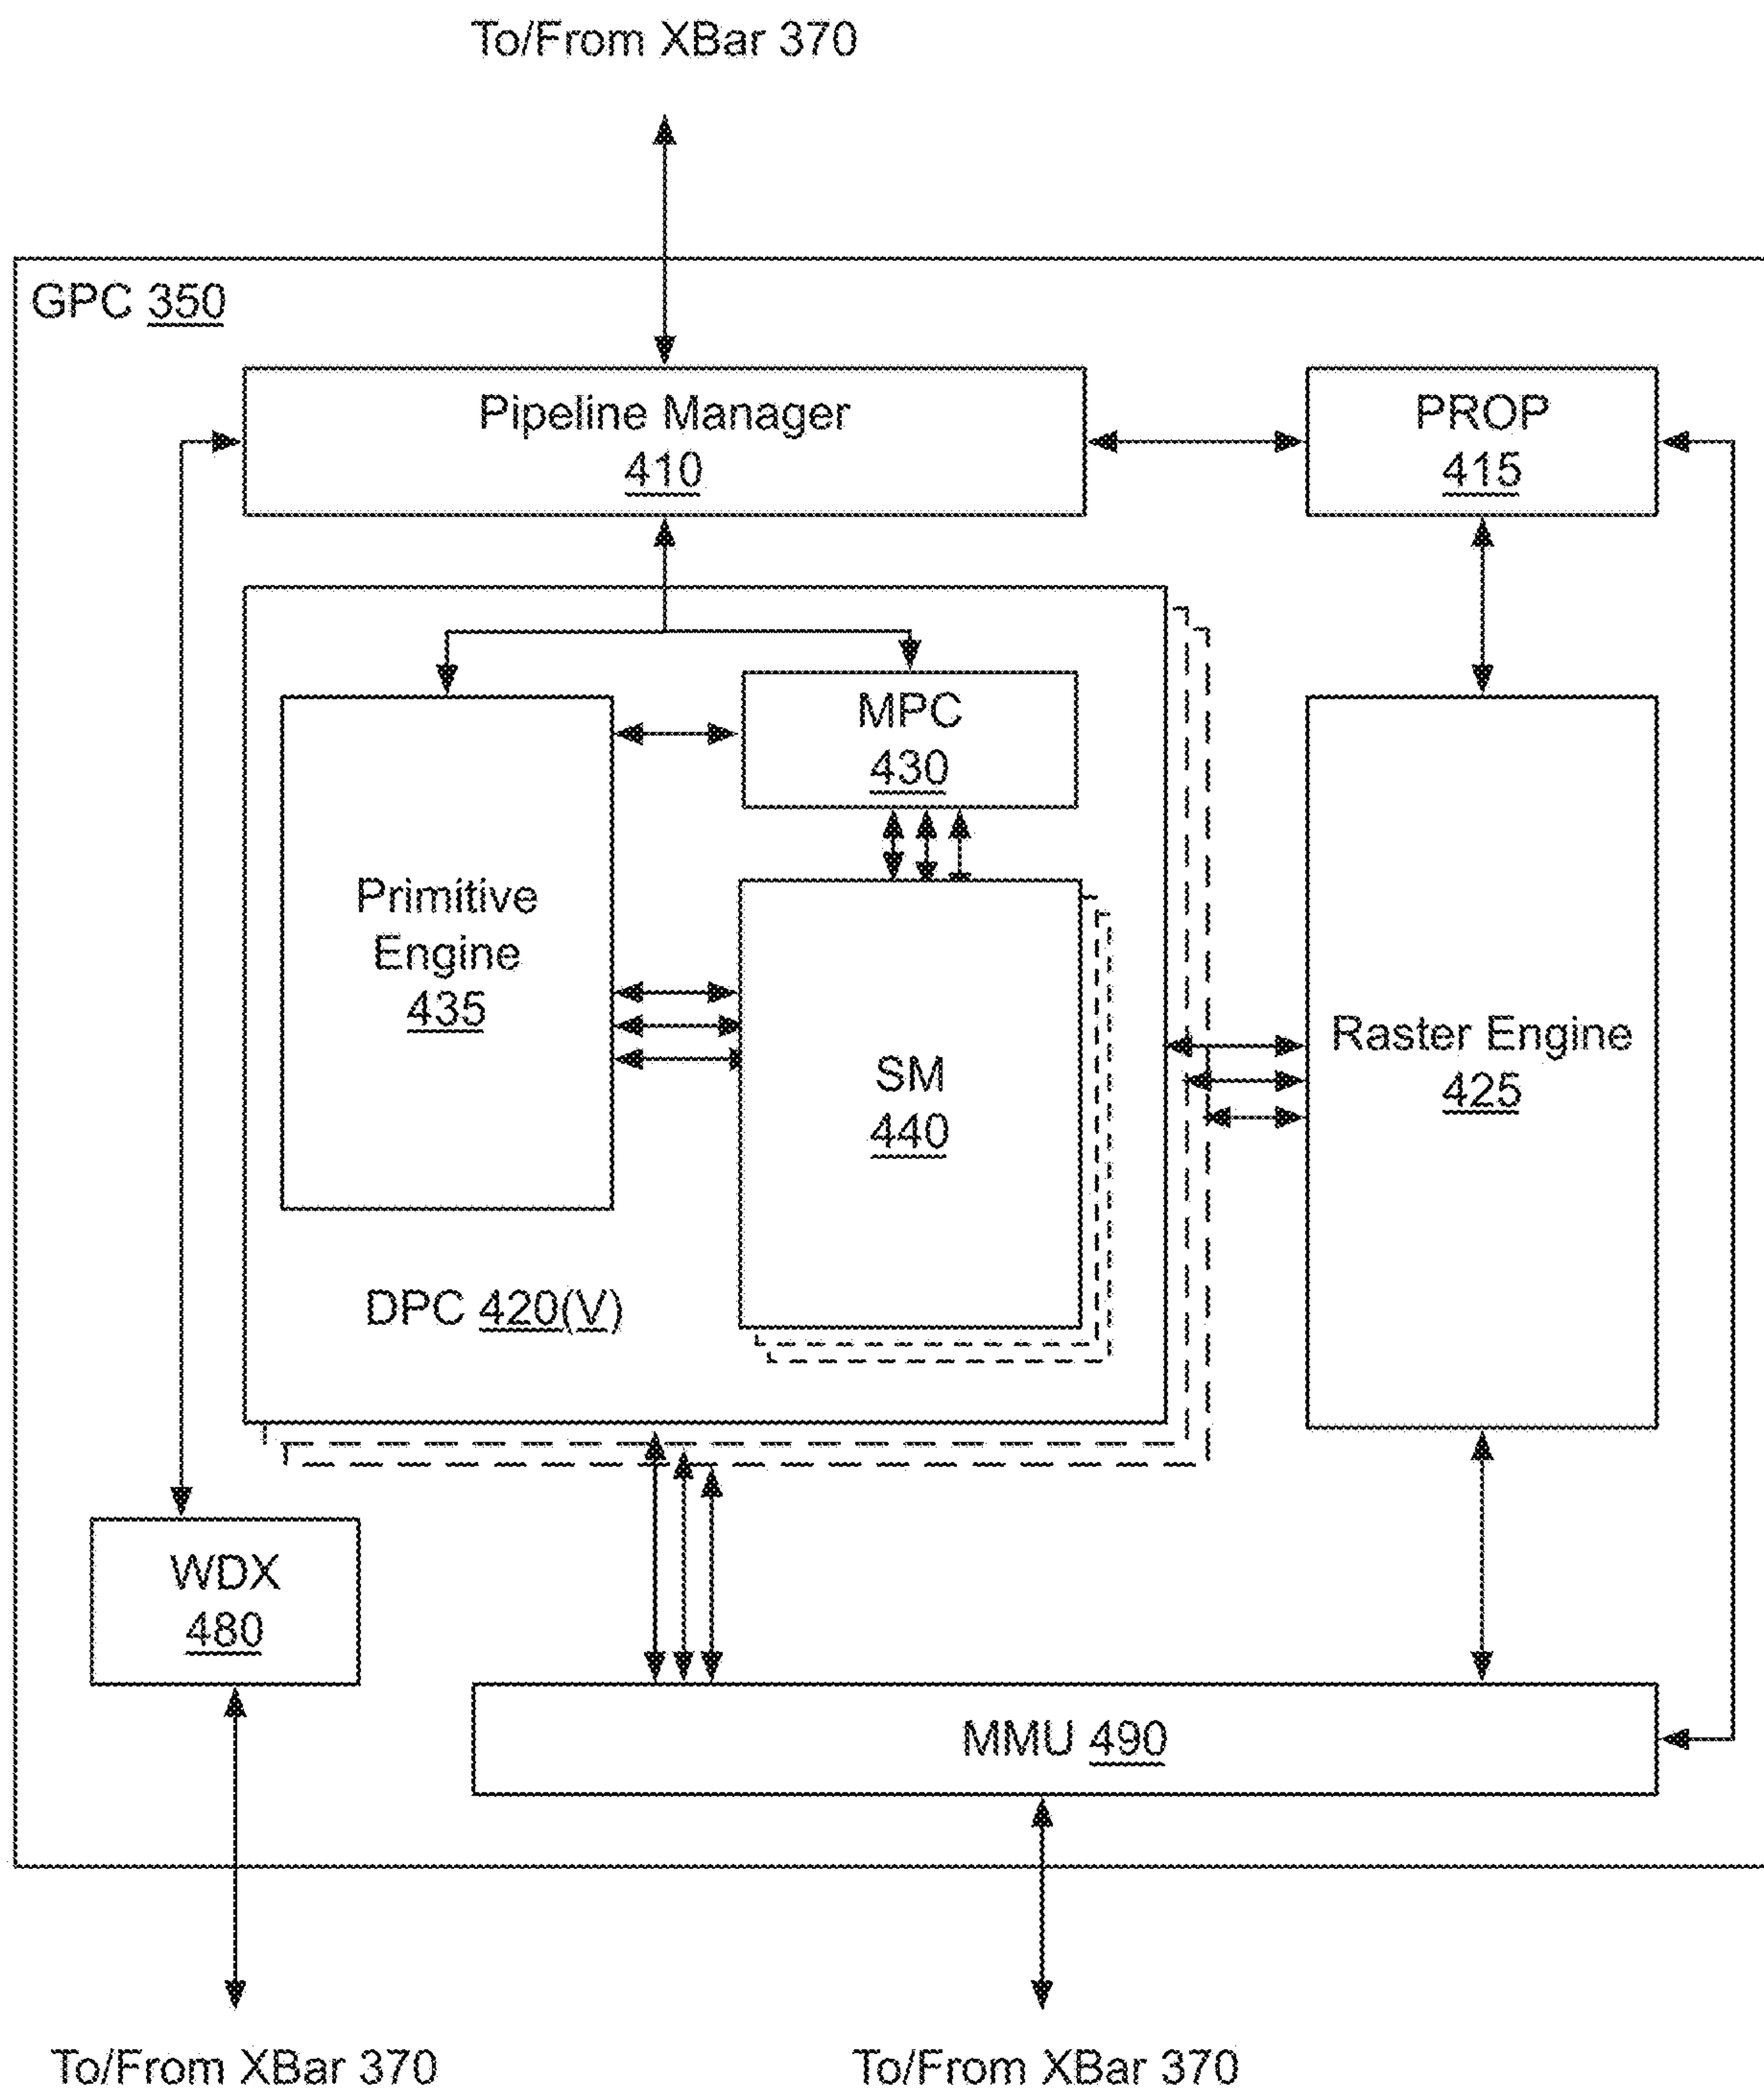 To/From XBar 370
GPC 350
Pipeline Manager
410
PROP
415
MPC
430
Primitive
Engine
435
SM
440
Raster Engine
425
DPC 420(V)
WDX
480
MMU 490
To/From XBar 370
To/From XBar 370